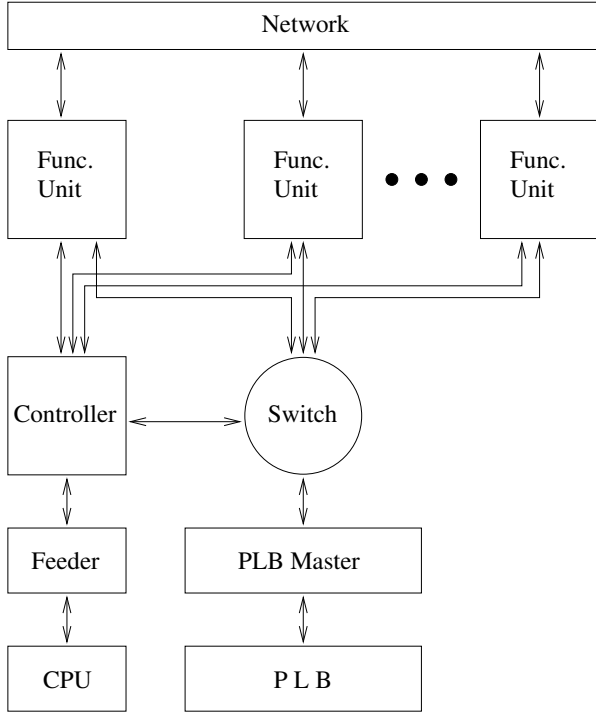 Network
Func.
Unit
Func.
Unit
Func.
Unit
Controller
Switch
Feeder
PLB Master
CPU
P L B